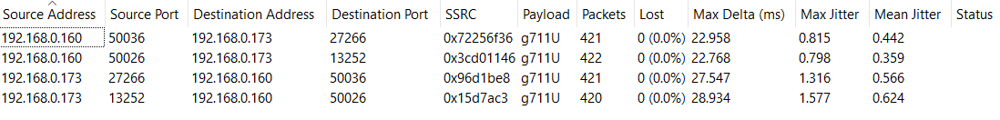 Source Address Source Port Destination Address Destination Port SSRC Payload Packets Lost Max Delta (ms) Max Jitter Mean Jitter Status
192.168.0.160 50036 192.168.0.173 27266 0x72256f36 g711U 421 0 (0.0%) 22.958 0.815 0.442
192.168.0.160 50026 192.168.0.173 13252 0x3cd01146 g711U 422 0 (0.0%) 22.768 0.798 0.359
192.168.0.173 27266 192.168.0.160 50036 0x96d1be8 g711U 421 0 (0.0%) 27.547 1.316 0.566
192.168.0.173 13252 192.168.0.160 50026 0x15d7ac3 g711U 420 0 (0.0%) 28.934 1.577 0.624